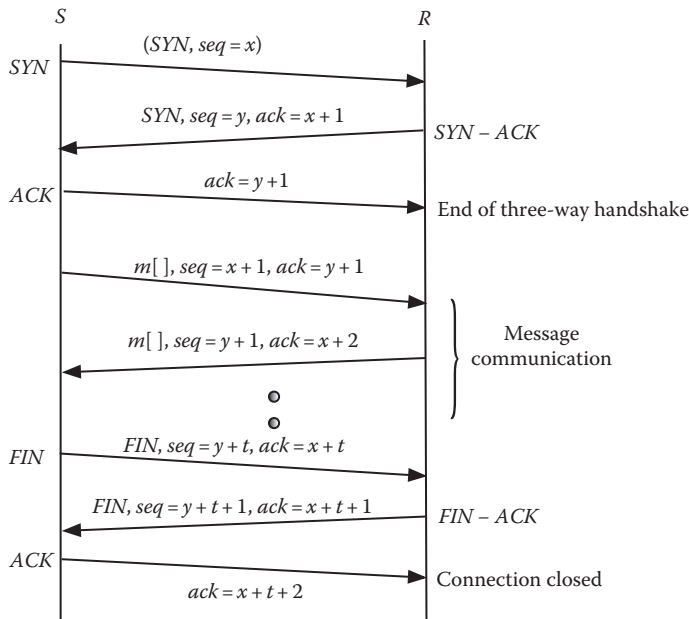 S
R
(SYN, seq = x)
SYN
SYN, seq = y, ack = x + 1
SYN – ACK
ack = y + 1
ACK
End of three-way handshake
m[ ], seq = x + 1, ack = y + 1
Message
communication
m[ ], seq = y + 1, ack = x + 2
FIN, seq = y + t, ack = x + t
FIN
FIN, seq = y + t + 1, ack = x + t + 1
FIN – ACK
ACK
Connection closed
ack = x + t + 2